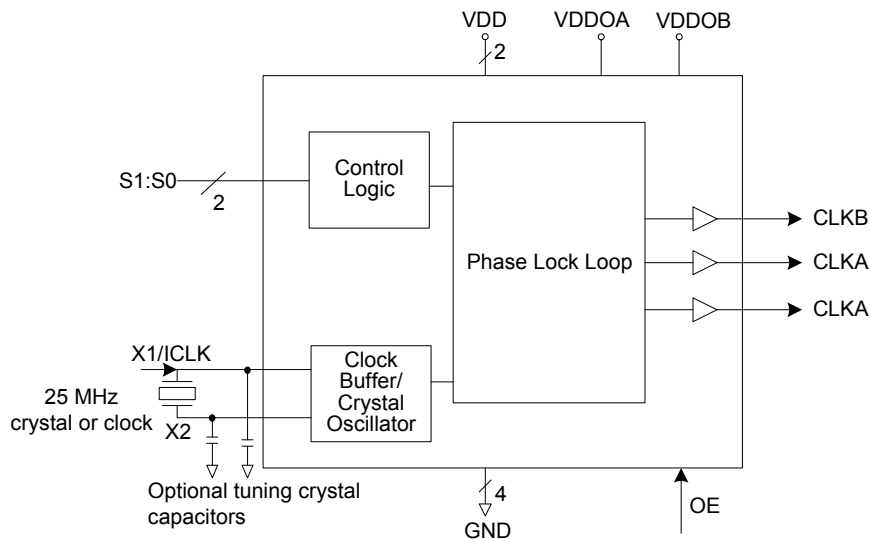 VDD
VDDOA
VDDOB
2
S1:S0
2
Control
Logic
Phase Lock Loop
CLKB
CLKA
CLKA
X1/ICLK
25 MHz
crystal or clock
X2
Clock
Buffer/
Crystal
Oscillator
Optional tuning crystal
capacitors
4
GND
OE